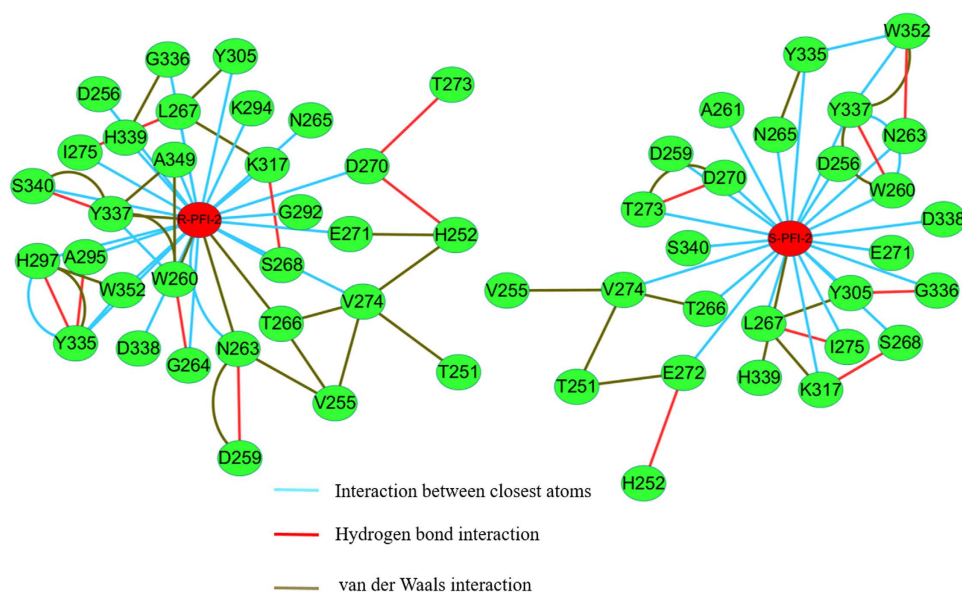 G336
Y305
D256
K294
T273
L267
N265
H339
I275
A349
K317
D270
S340
Y337
R-PFI-2
G292
E271
H252
H297
A295
W260
S268
W352
V274
T266
Y335
D338
G264
N263
T251
V255
D259
W352
Y335
A261
Y337
N265
N263
D259
D256
D270
W260
T273
D338
S-PFI-2
S340
E271
V255
V274
Y305
G336
T266
L267
I275
S268
T251
E272
H339
K317
H252
Interaction between closest atoms
Hydrogen bond interaction
van der Waals interaction